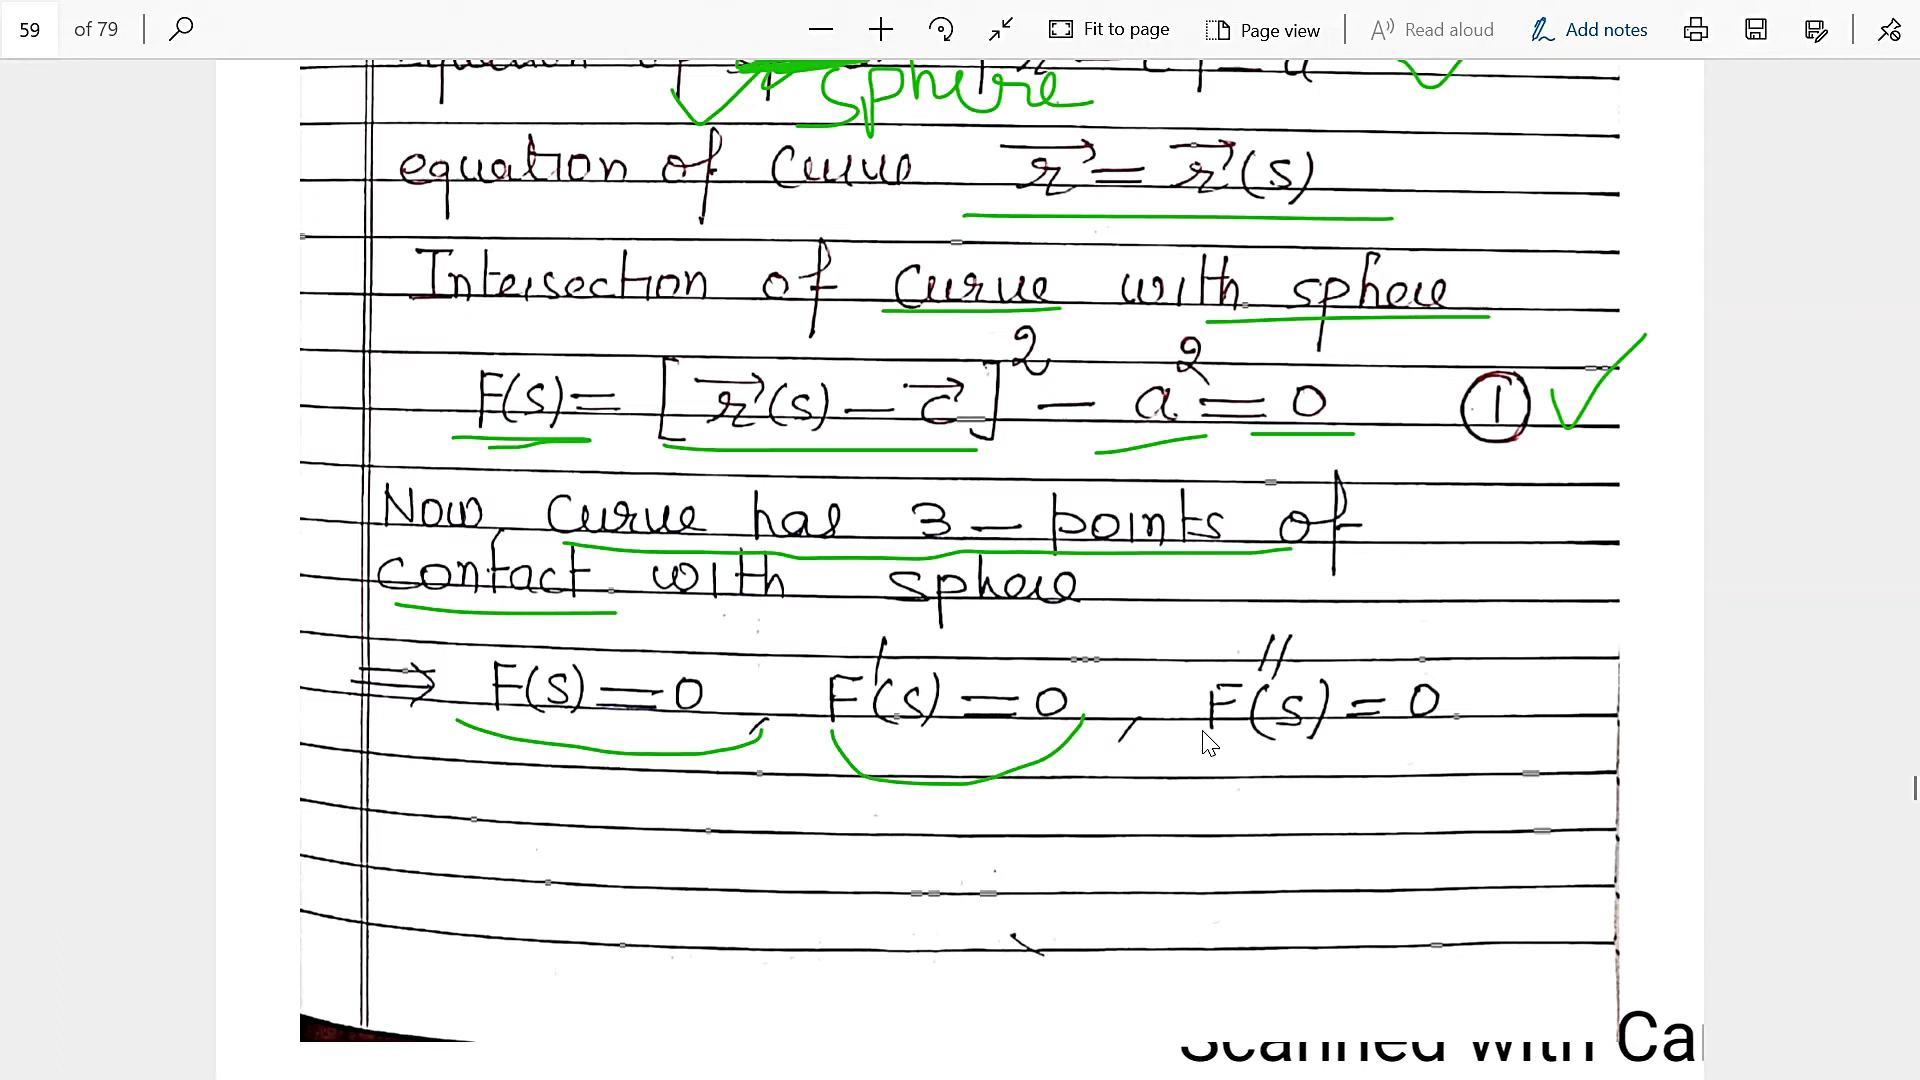 59 of 79 Fit to page Page view Read aloud Add notes
sphere
equation of curve r⃗ = r⃗(s)
Intersection of curve with sphere
F(s) = [r⃗(s) – c⃗]² – a² = 0 ①
Now curve has 3 – points of
contact with sphere
⇒ F(s) = 0 , F'(s) = 0 , F''(s) = 0
Scanned with Ca